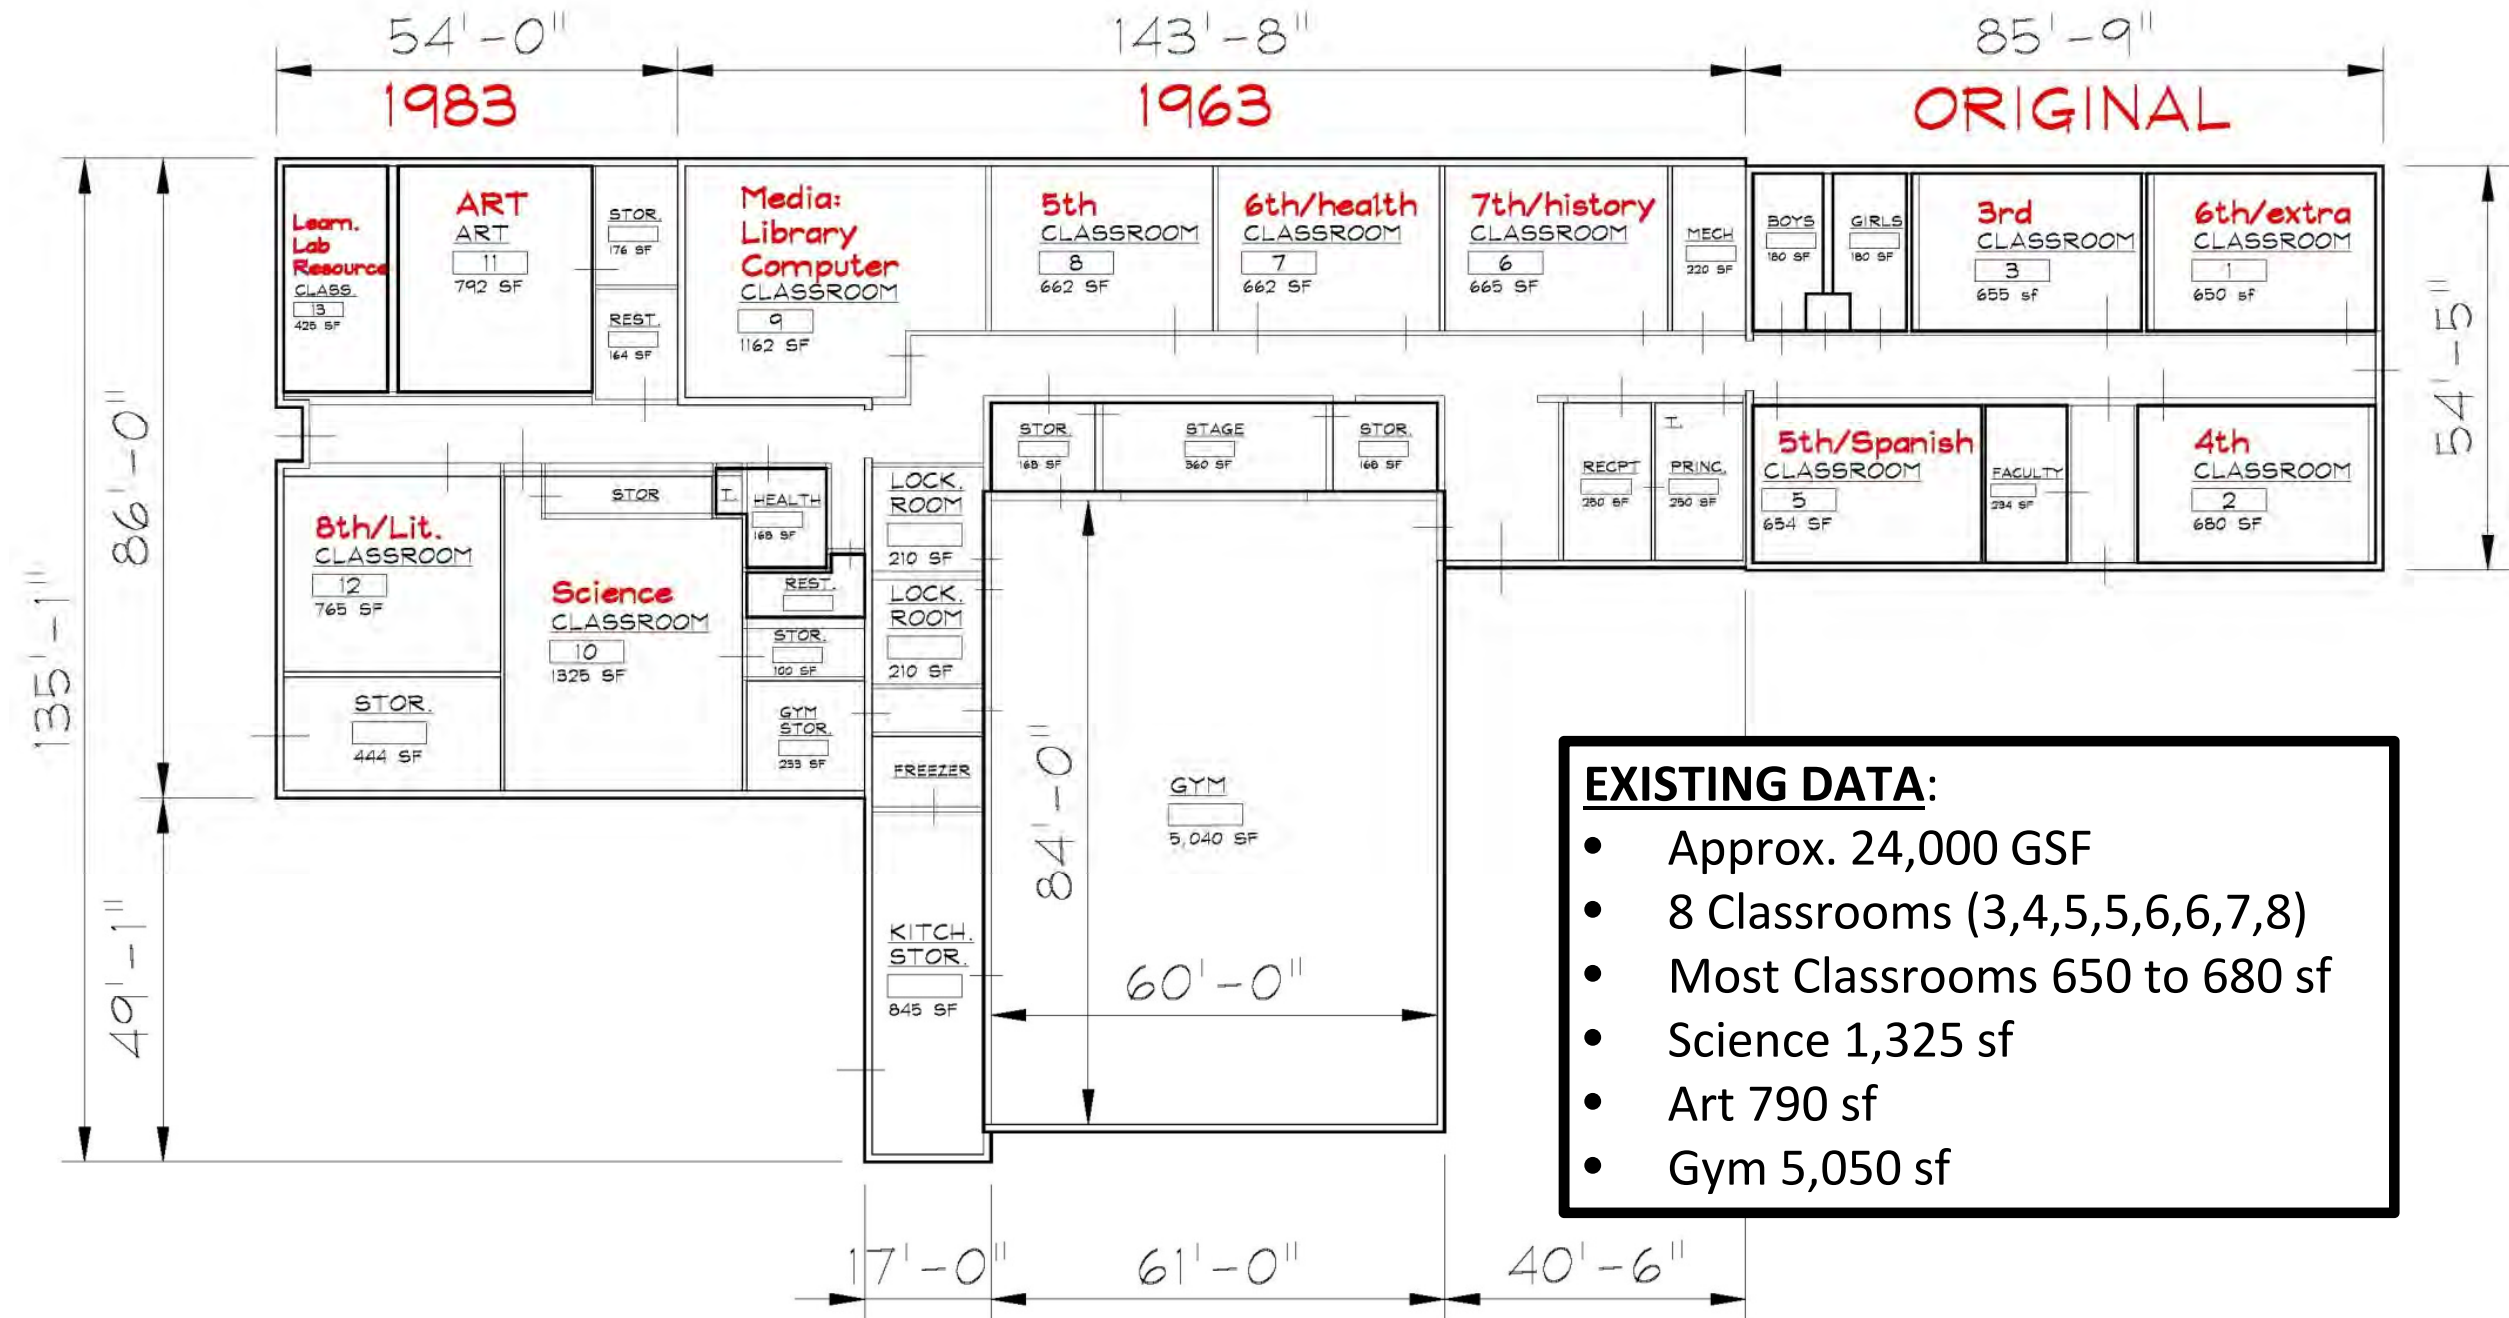 54'-0"
143'-8"
85'-9"
1983
1963
ORIGINAL
135'-1"
86'-0"
49'-1"
54'-5"
Learn.
Lab
Resource
CLASS.
13
425 SF
ART
ART
11
792 SF
STOR.
176 SF
REST.
164 SF
Media:
Library
Computer
CLASSROOM
9
1162 SF
5th
CLASSROOM
8
662 SF
6th/health
CLASSROOM
7
662 SF
7th/history
CLASSROOM
6
665 SF
MECH
220 SF
BOYS
180 SF
GIRLS
180 SF
3rd
CLASSROOM
3
655 sf
6th/extra
CLASSROOM
1
650 sf
8th/Lit.
CLASSROOM
12
765 SF
STOR.
444 SF
STOR
Science
CLASSROOM
10
1325 SF
T.
HEALTH
168 SF
REST.
STOR.
100 SF
GYM
STOR.
233 SF
LOCK.
ROOM
210 SF
LOCK.
ROOM
210 SF
FREEZER
KITCH.
STOR.
845 SF
STOR.
168 SF
STAGE
360 SF
STOR.
168 SF
GYM
5,040 SF
84'-0"
60'-0"
RECPT
250 SF
T.
PRINC.
250 SF
5th/Spanish
CLASSROOM
5
654 SF
FACULTY
234 SF
4th
CLASSROOM
2
680 SF
EXISTING DATA:
• Approx. 24,000 GSF
• 8 Classrooms (3,4,5,5,6,6,7,8)
• Most Classrooms 650 to 680 sf
• Science 1,325 sf
• Art 790 sf
• Gym 5,050 sf
17'-0"
61'-0"
40'-6"